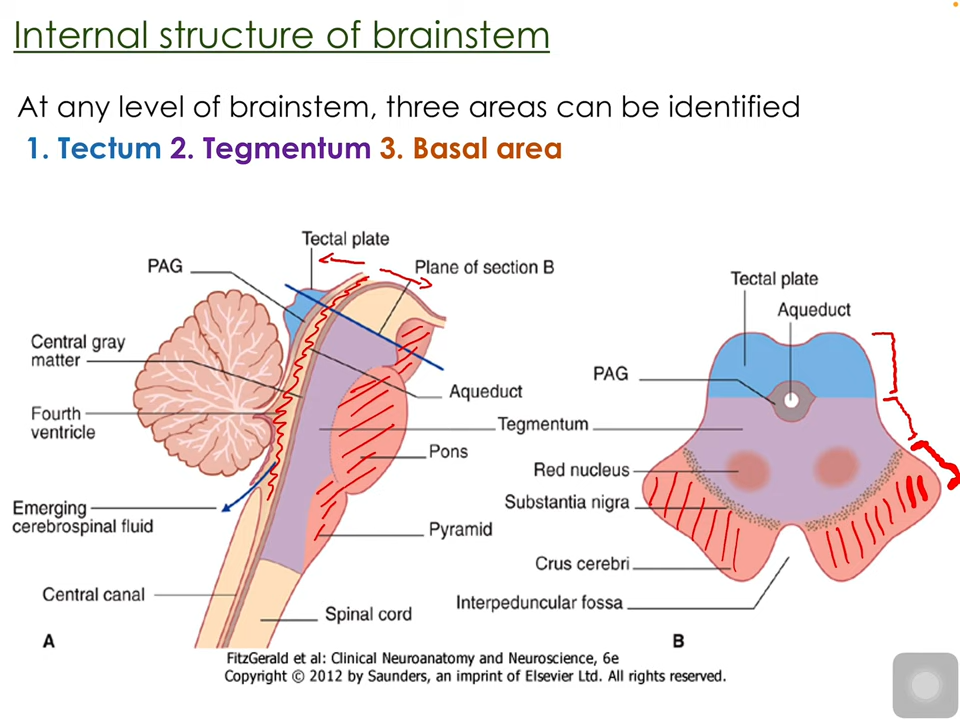 Internal structure of brainstem
At any level of brainstem, three areas can be identified
1. Tectum 2. Tegmentum 3. Basal area
Tectal plate
PAG
Plane of section B
Central gray
matter
Aqueduct
Fourth
ventricle
Tegmentum
Pons
Emerging
cerebrospinal fluid
Pyramid
Central canal
Spinal cord
A
Tectal plate
Aqueduct
PAG
Red nucleus
Substantia nigra
Crus cerebri
Interpeduncular fossa
B
FitzGerald et al: Clinical Neuroanatomy and Neuroscience, 6e
Copyright © 2012 by Saunders, an imprint of Elsevier Ltd. All rights reserved.